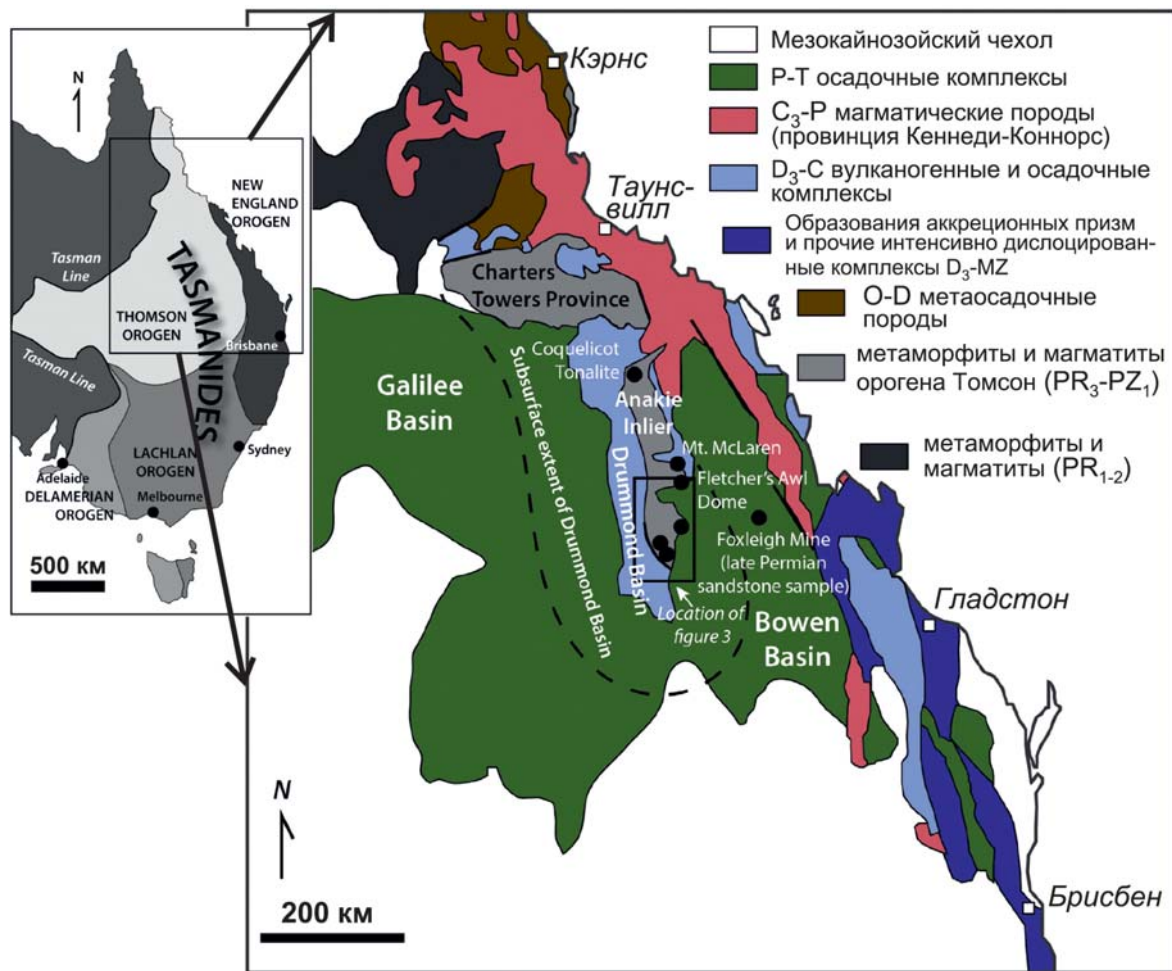 N
NEW
ENGLAND
OROGEN
Tasman
Line
TASMANIDES
THOMSON
OROGEN
Brisbane
Tasman Line
LACHLAN
OROGEN
Sydney
Adelaide
DELAMERIAN
OROGEN
Melbourne
500 км
Кэрнс
Таунс-
вилл
Charters
Towers Province
Coquelicot
Tonalite
Galilee
Basin
Subsurface extent of Drummond Basin
Anakie
Inlier
Drummond Basin
Mt. McLaren
Fletcher's Awl
Dome
Foxleigh Mine
(late Permian
sandstone sample)
Location of
figure 3
Bowen
Basin
Гладстон
Брисбен
N
200 км
Мезокайнозойский чехол
P-T осадочные комплексы
C₃-P магматические породы
(провинция Кеннеди-Коннорс)
D₃-C вулканогенные и осадочные
комплексы
Образования аккреционных призм
и прочие интенсивно дислоцирован-
ные комплексы D₃-MZ
O-D метаосадочные
породы
метаморфиты и магматиты
орогена Томсон (PR₃-PZ₁)
метаморфиты и
магматиты (PR₁₋₂)